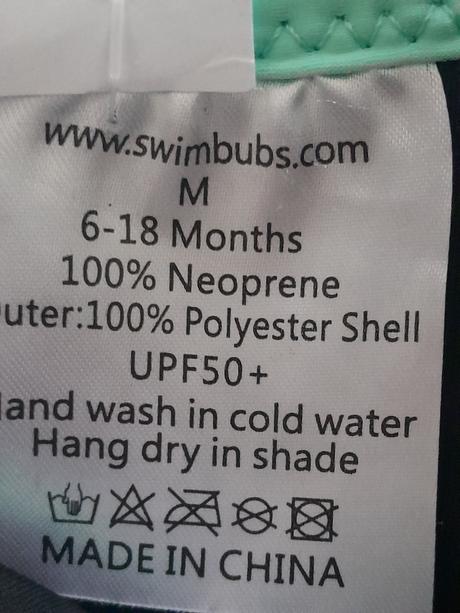 www.swimbubs.com
M
6-18 Months
100% Neoprene
uter:100% Polyester Shell
UPF50+
and wash in cold water
Hang dry in shade
MADE IN CHINA